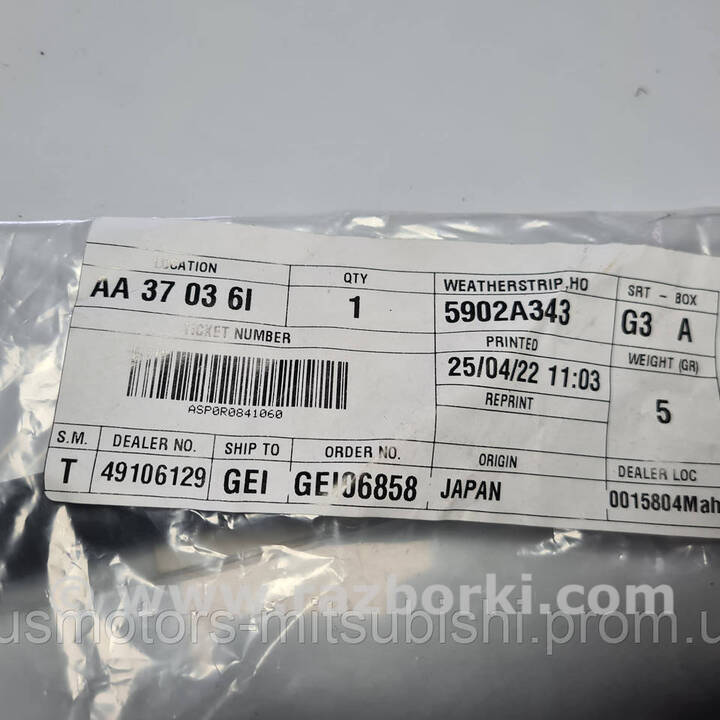 LOCATION
AA 37 03 6I
QTY
1
WEATHERSTRIP,HO
5902A343
SRT - BOX
G3 A
TICKET NUMBER
ASP0R0841060
PRINTED
25/04/22 11:03
REPRINT
WEIGHT (GR)
5
S.M.
T
DEALER NO.
49106129
SHIP TO
GEI
ORDER NO.
GEI06858
ORIGIN
JAPAN
DEALER LOC
0015804Mah
© www.razborki.com
usmotors-mitsubishi.prom.u